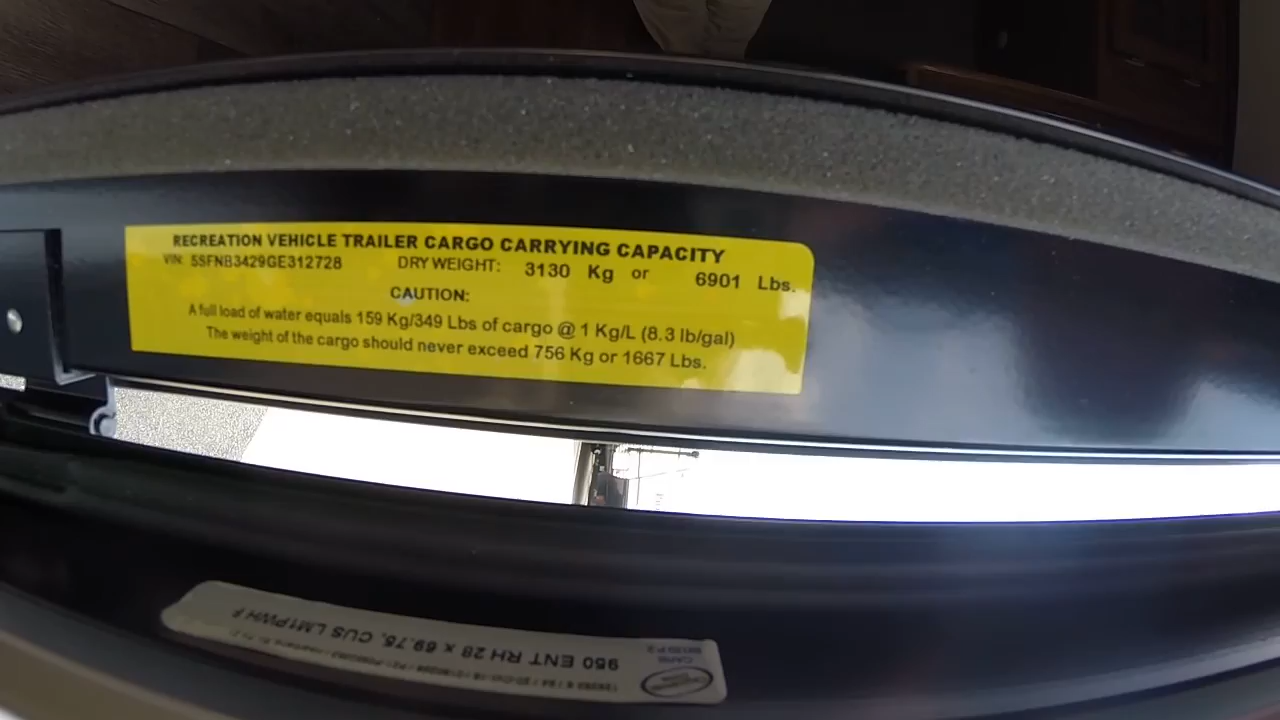 RECREATION VEHICLE TRAILER CARGO CARRYING CAPACITY
VIN: 5SFNB3429GE312728 DRY WEIGHT: 3130 Kg or 6901 Lbs.
CAUTION:
A full load of water equals 159 Kg/349 Lbs of cargo @ 1 Kg/L (8.3 lb/gal)
The weight of the cargo should never exceed 756 Kg or 1667 Lbs.
960 ENT RH 28 x 69.75, CUS LM1PWH